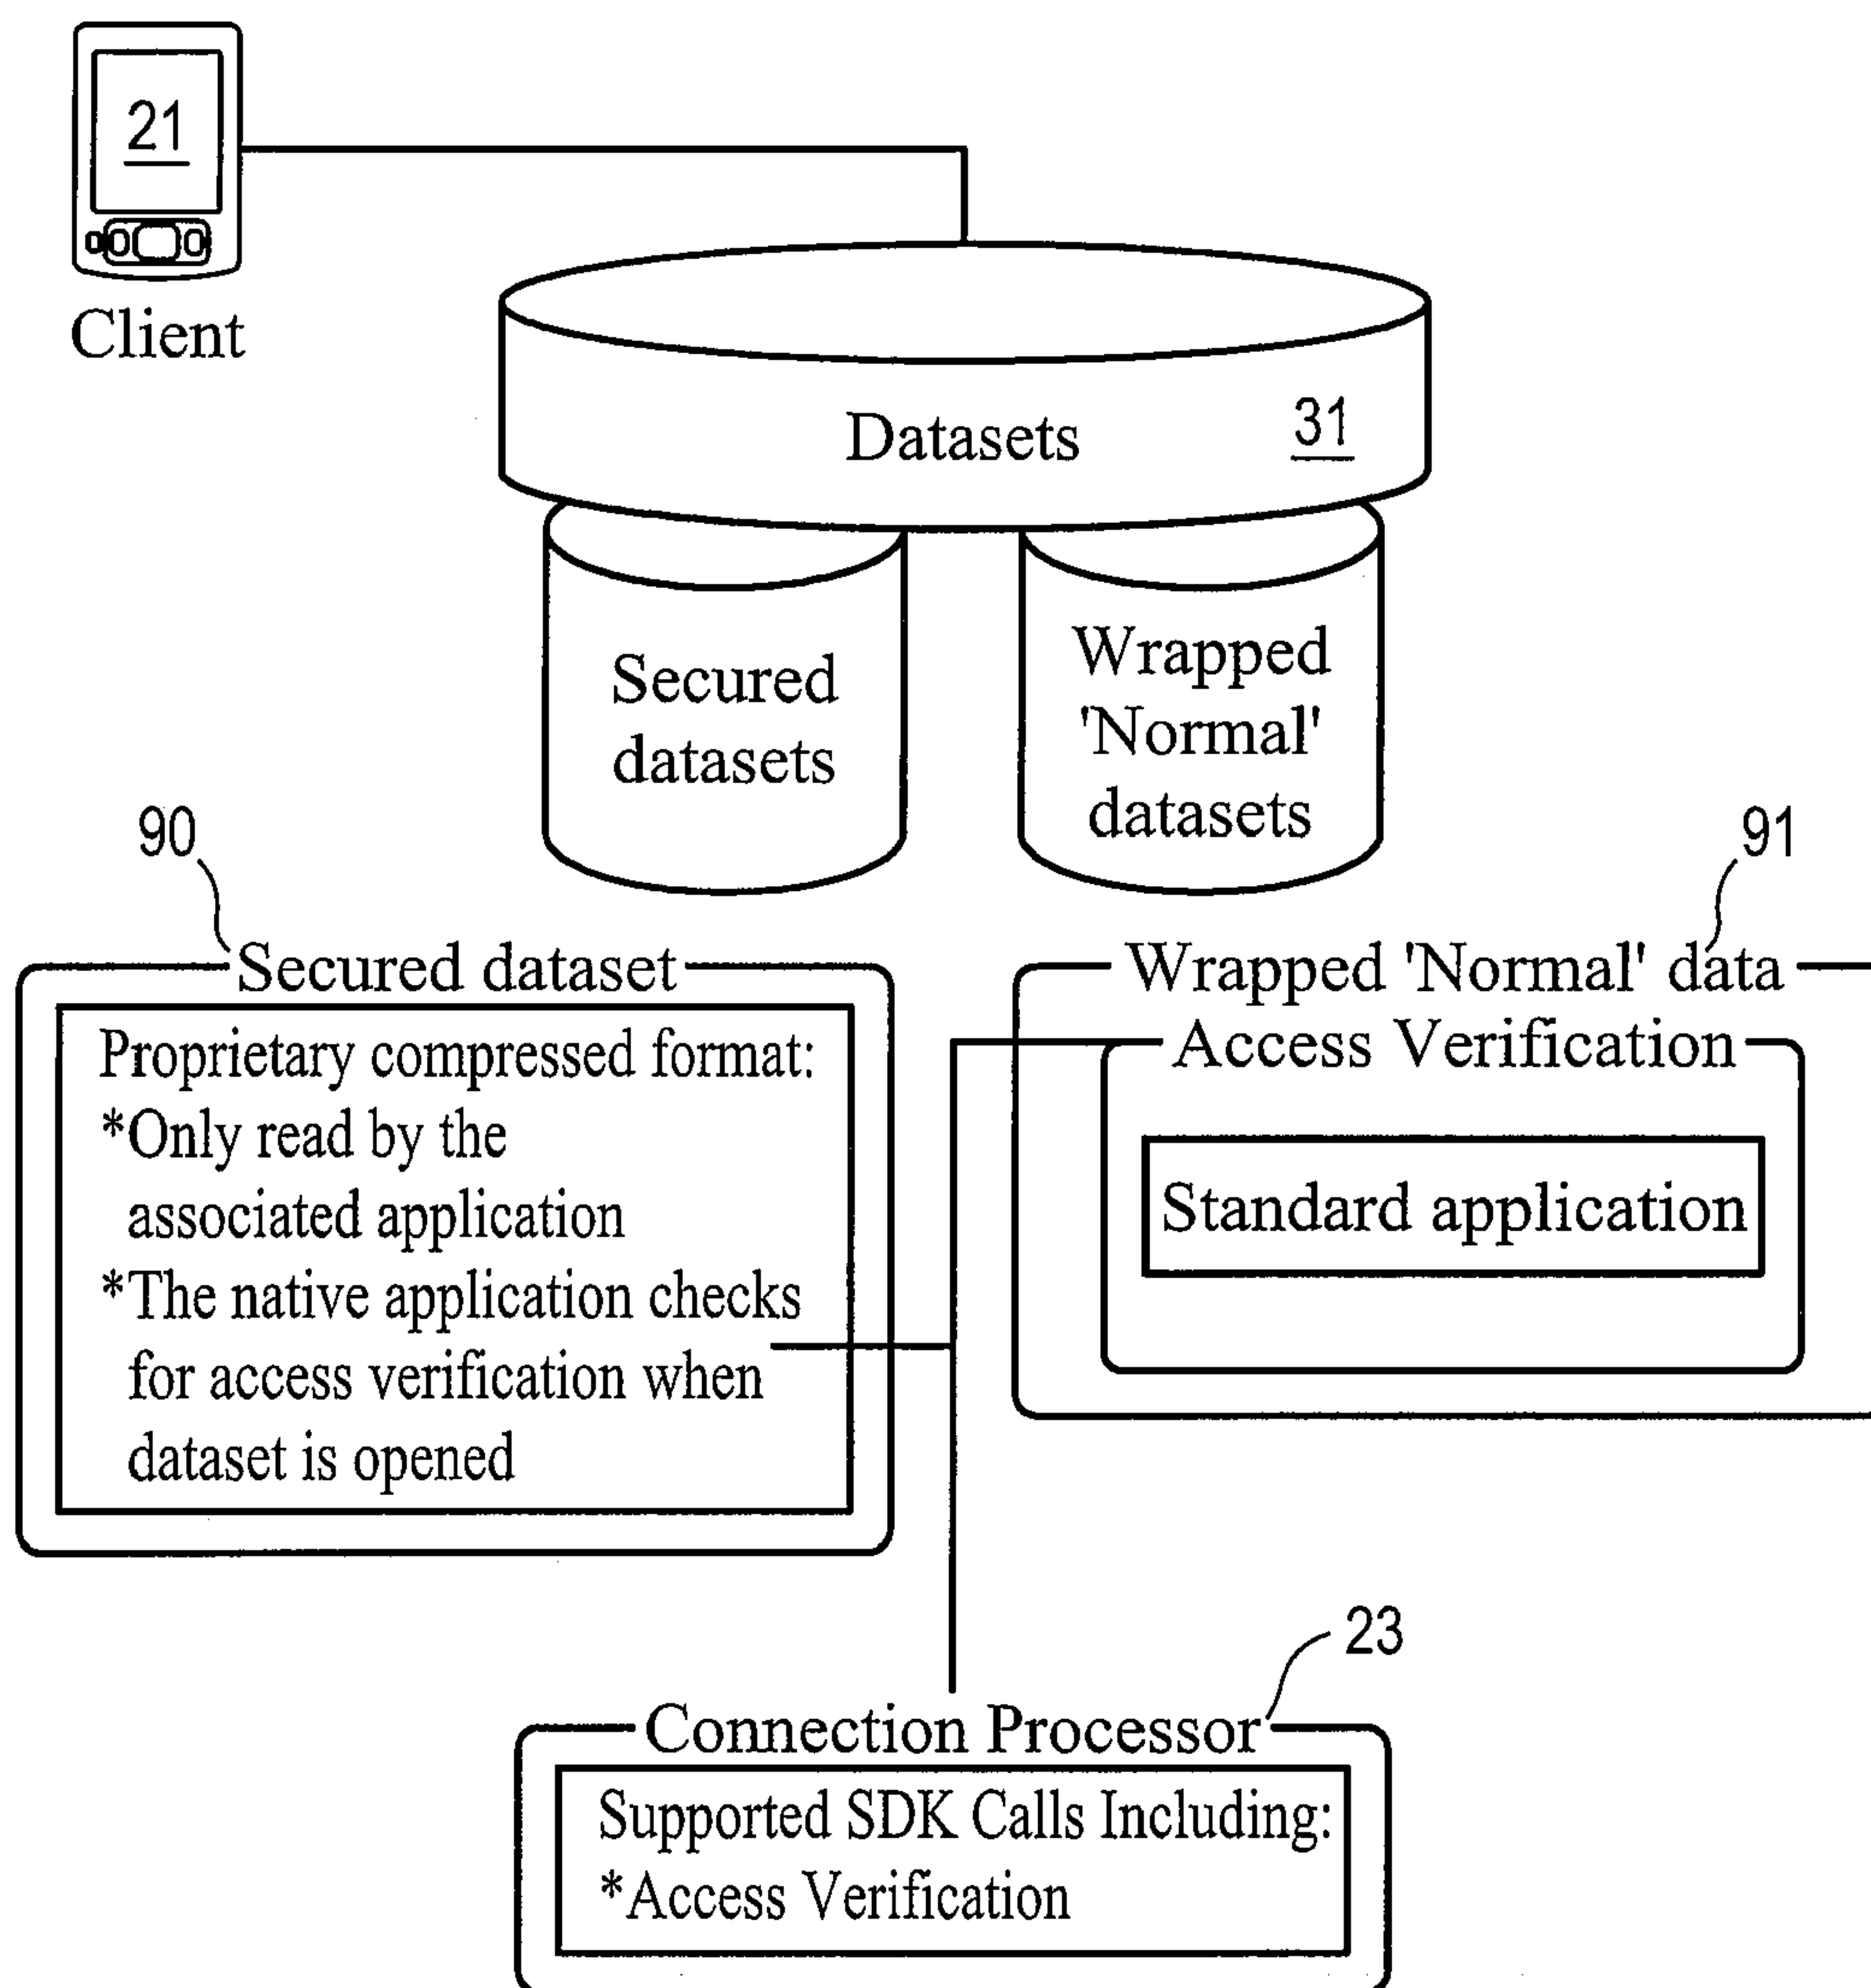 21
Client
Datasets
31
Secured
datasets
Wrapped
'Normal'
datasets
90
91
Secured dataset
Proprietary compressed format:
*Only read by the
associated application
*The native application checks
for access verification when
dataset is opened
Wrapped 'Normal' data
Access Verification
Standard application
23
Connection Processor
Supported SDK Calls Including:
*Access Verification